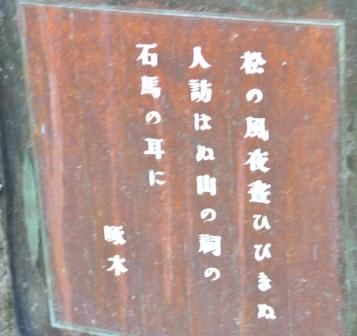 松の風夜晝ひびきぬ
人訪はぬ山の祠の
石馬の耳に
啄木